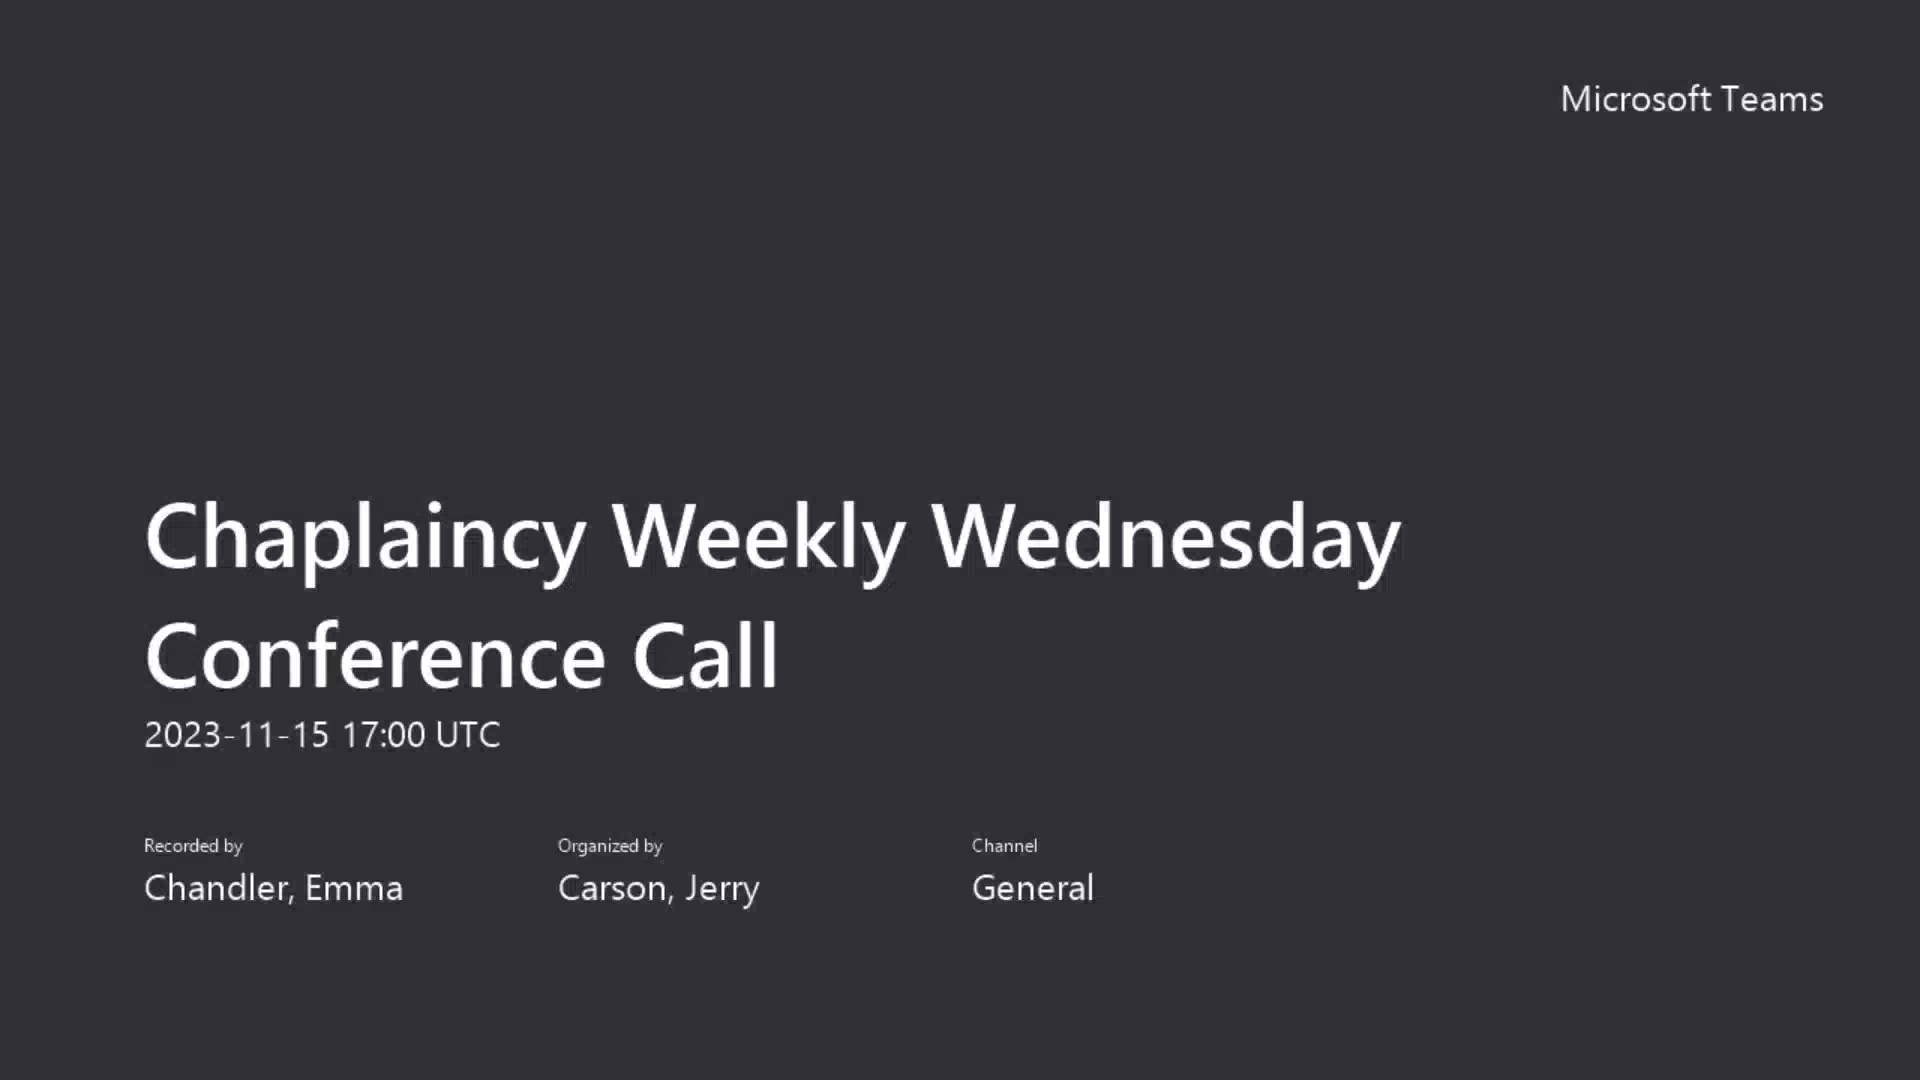 Microsoft Teams
Chaplaincy Weekly Wednesday
Conference Call
2023-11-15 17:00 UTC
Recorded by
Chandler, Emma
Organized by
Carson, Jerry
Channel
General